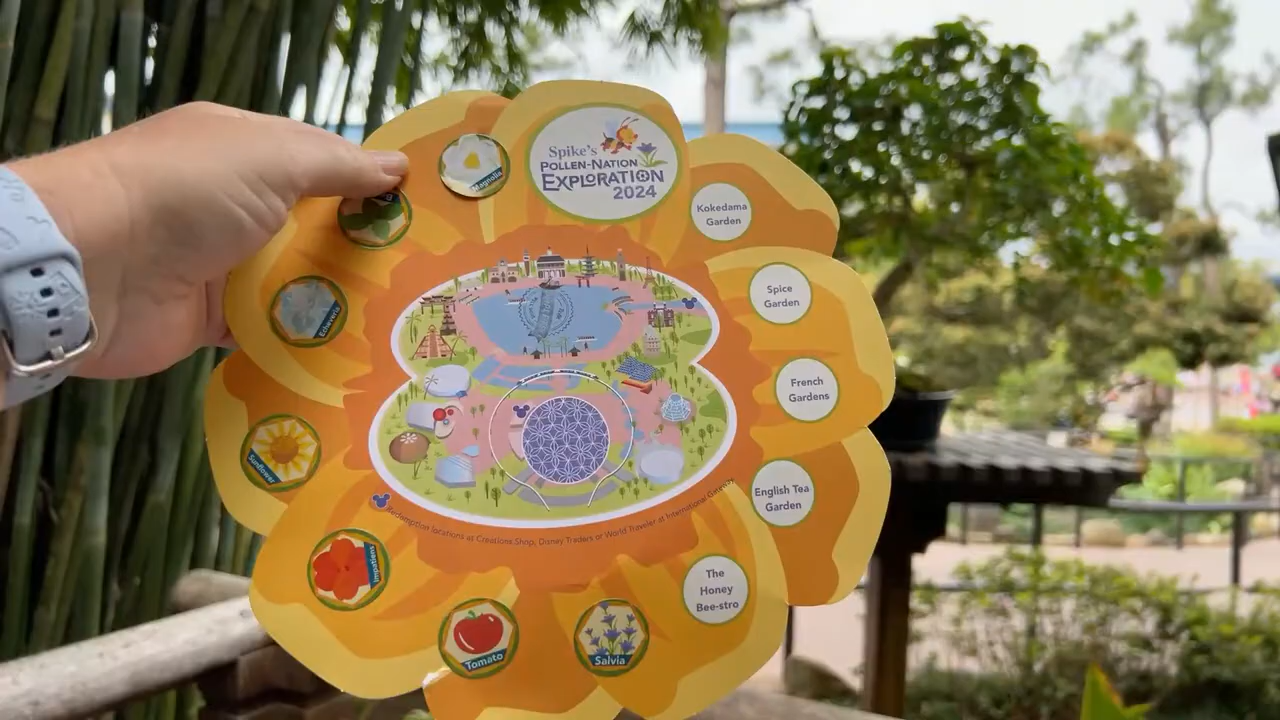 Spike's
POLLEN-NATION
EXPLORATION
2024
Kokedama
Garden
Spice
Garden
French
Gardens
English Tea
Garden
The
Honey
Bee-stro
Salvia
Tomato
Impatiens
Sunflower
Echeveria
Magnolia
Redemption locations at Creations Shop, Disney Traders or World Traveler at International Gateway